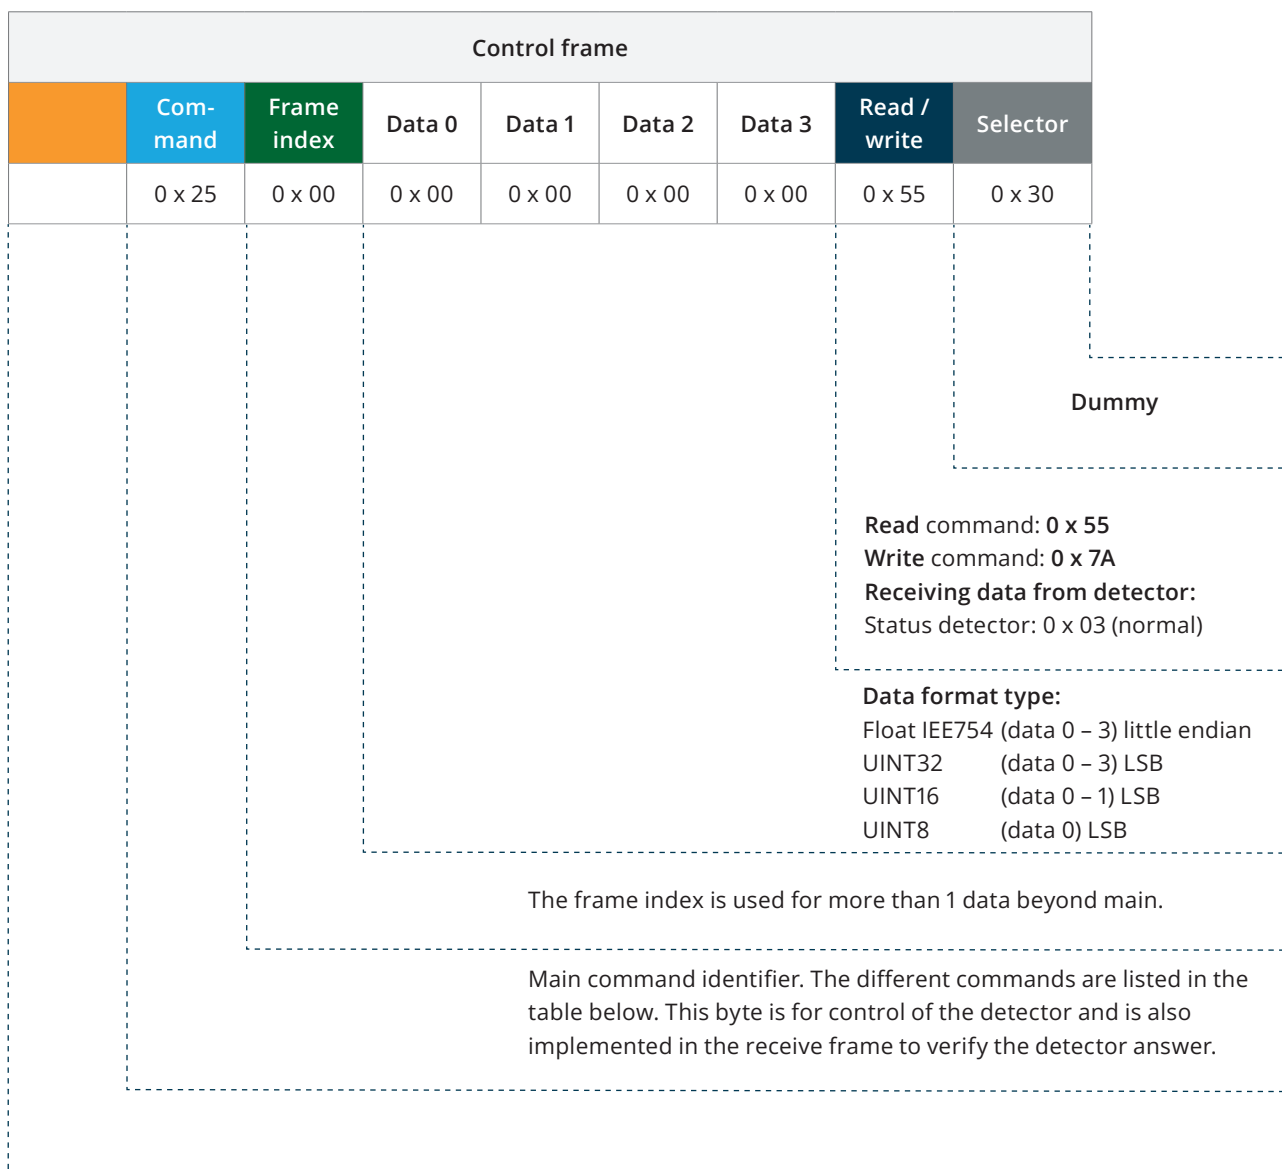 Control frame
Com-
mand
Frame
index
Data 0
Data 1
Data 2
Data 3
Read /
write
Selector
0 x 25
0 x 00
0 x 00
0 x 00
0 x 00
0 x 00
0 x 55
0 x 30
Dummy
Read command: 0 x 55
Write command: 0 x 7A
Receiving data from detector:
Status detector: 0 x 03 (normal)
Data format type:
Float IEE754 (data 0 – 3) little endian
UINT32 (data 0 – 3) LSB
UINT16 (data 0 – 1) LSB
UINT8 (data 0) LSB
The frame index is used for more than 1 data beyond main.
Main command identifier. The different commands are listed in the
table below. This byte is for control of the detector and is also
implemented in the receive frame to verify the detector answer.